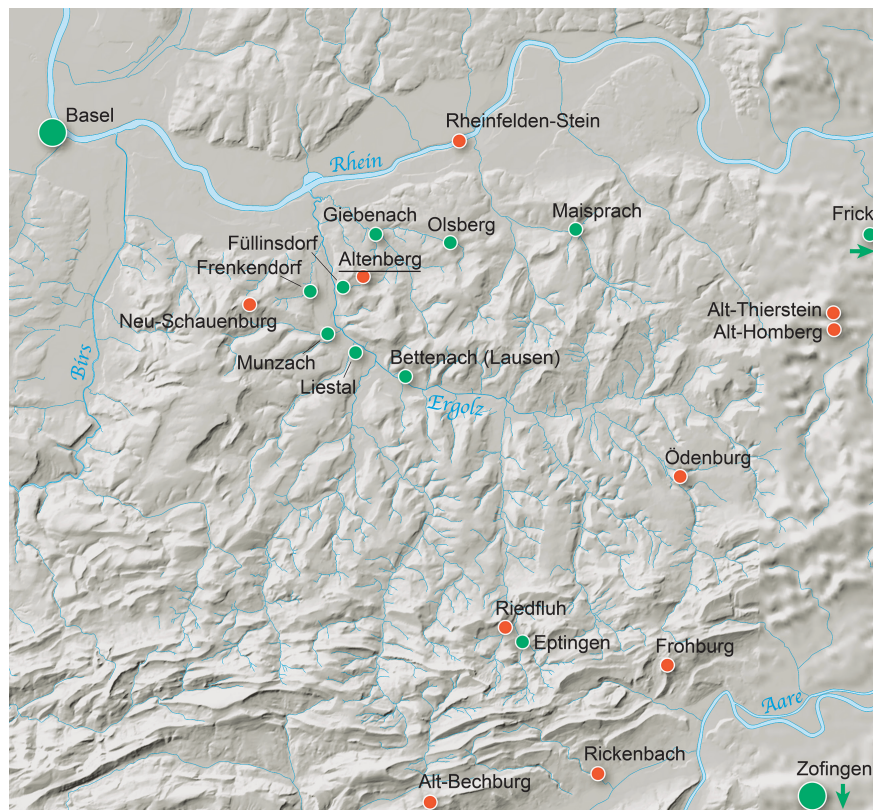 Basel
Rheinfelden-Stein
Rhein
Giebenach
Olsberg
Maisprach
Frick
Füllinsdorf
Altenberg
Frenkendorf
Neu-Schauenburg
Alt-Thierstein
Alt-Homberg
Birs
Munzach
Bettenach (Lausen)
Liestal
Ergolz
Ödenburg
Riedfluh
Eptingen
Frohburg
Aare
Rickenbach
Alt-Bechburg
Zofingen